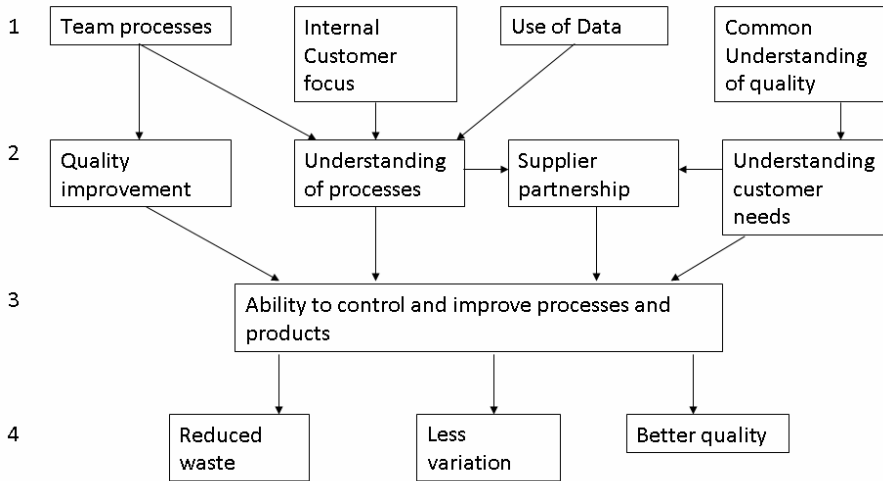 1
Team processes
Internal
Customer
focus
Use of Data
Common
Understanding
of quality
2
Quality
improvement
Understanding
of processes
Supplier
partnership
Understanding
customer
needs
3
Ability to control and improve processes and
products
4
Reduced
waste
Less
variation
Better quality